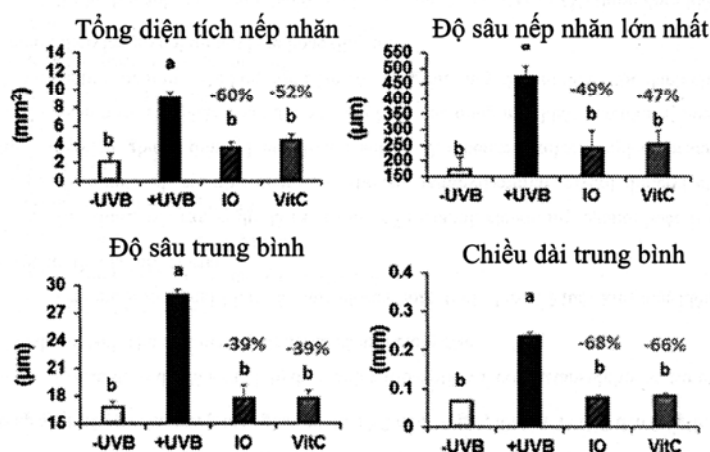 Tổng diện tích nếp nhăn
(mm²)
14
12
10
8
6
4
2
0
b
a
-60%
b
-52%
b
-UVB +UVB IO VitC
Độ sâu nếp nhăn lớn nhất
(µm)
550
500
450
400
350
300
250
200
150
b
a
-49%
b
-47%
b
-UVB +UVB IO VitC
Độ sâu trung bình
(µm)
30
27
24
21
18
15
b
a
-39%
b
-39%
b
-UVB +UVB IO VitC
Chiều dài trung bình
(mm)
0.4
0.3
0.2
0.1
0
b
a
-68%
b
-66%
b
-UVB +UVB IO VitC